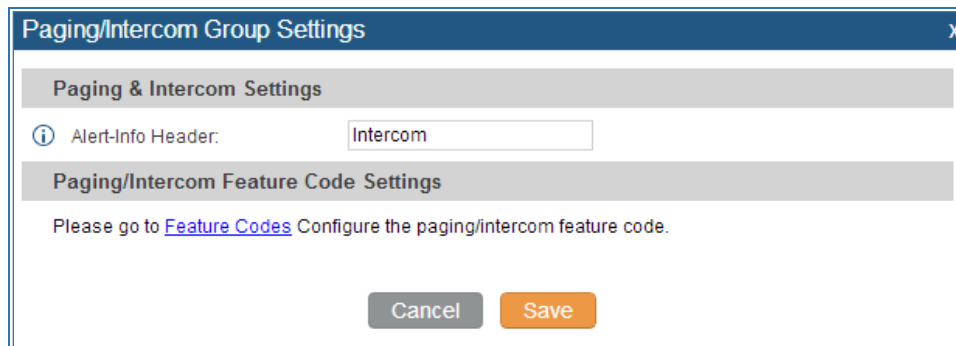 Paging/Intercom Group Settings x
Paging & Intercom Settings
i Alert-Info Header: Intercom
Paging/Intercom Feature Code Settings
Please go to Feature Codes Configure the paging/intercom feature code.
Cancel Save